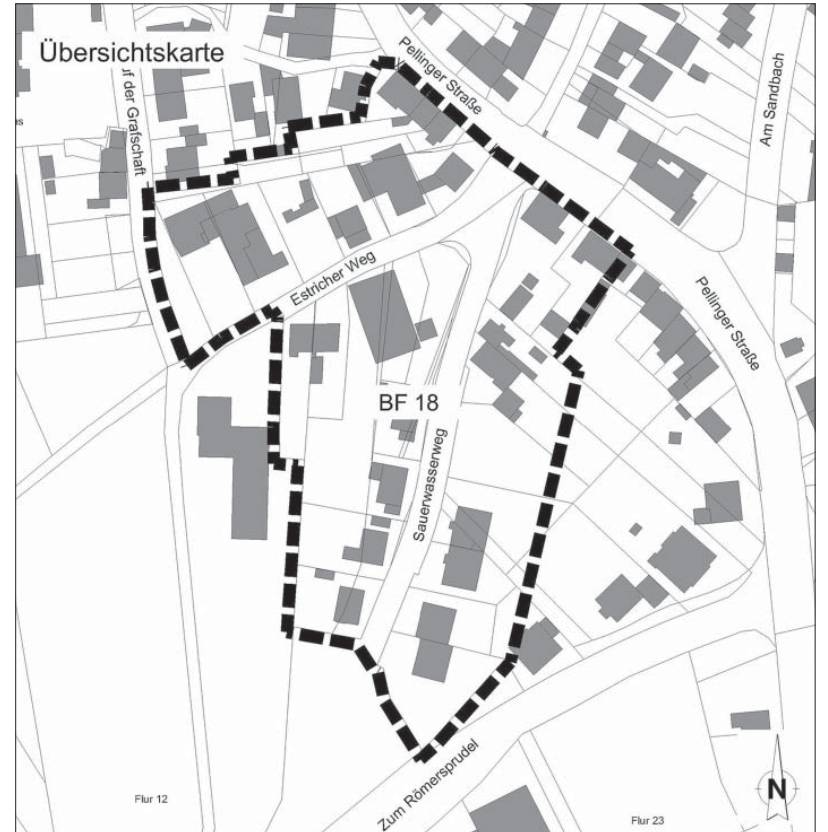 Übersichtskarte
Pellinger Straße
Am Sandbach
auf der Grafschaft
Estricher Weg
Pellinger Straße
BF 18
Sauerwasserweg
Zum Römersprudel
Flur 12
Flur 23
N